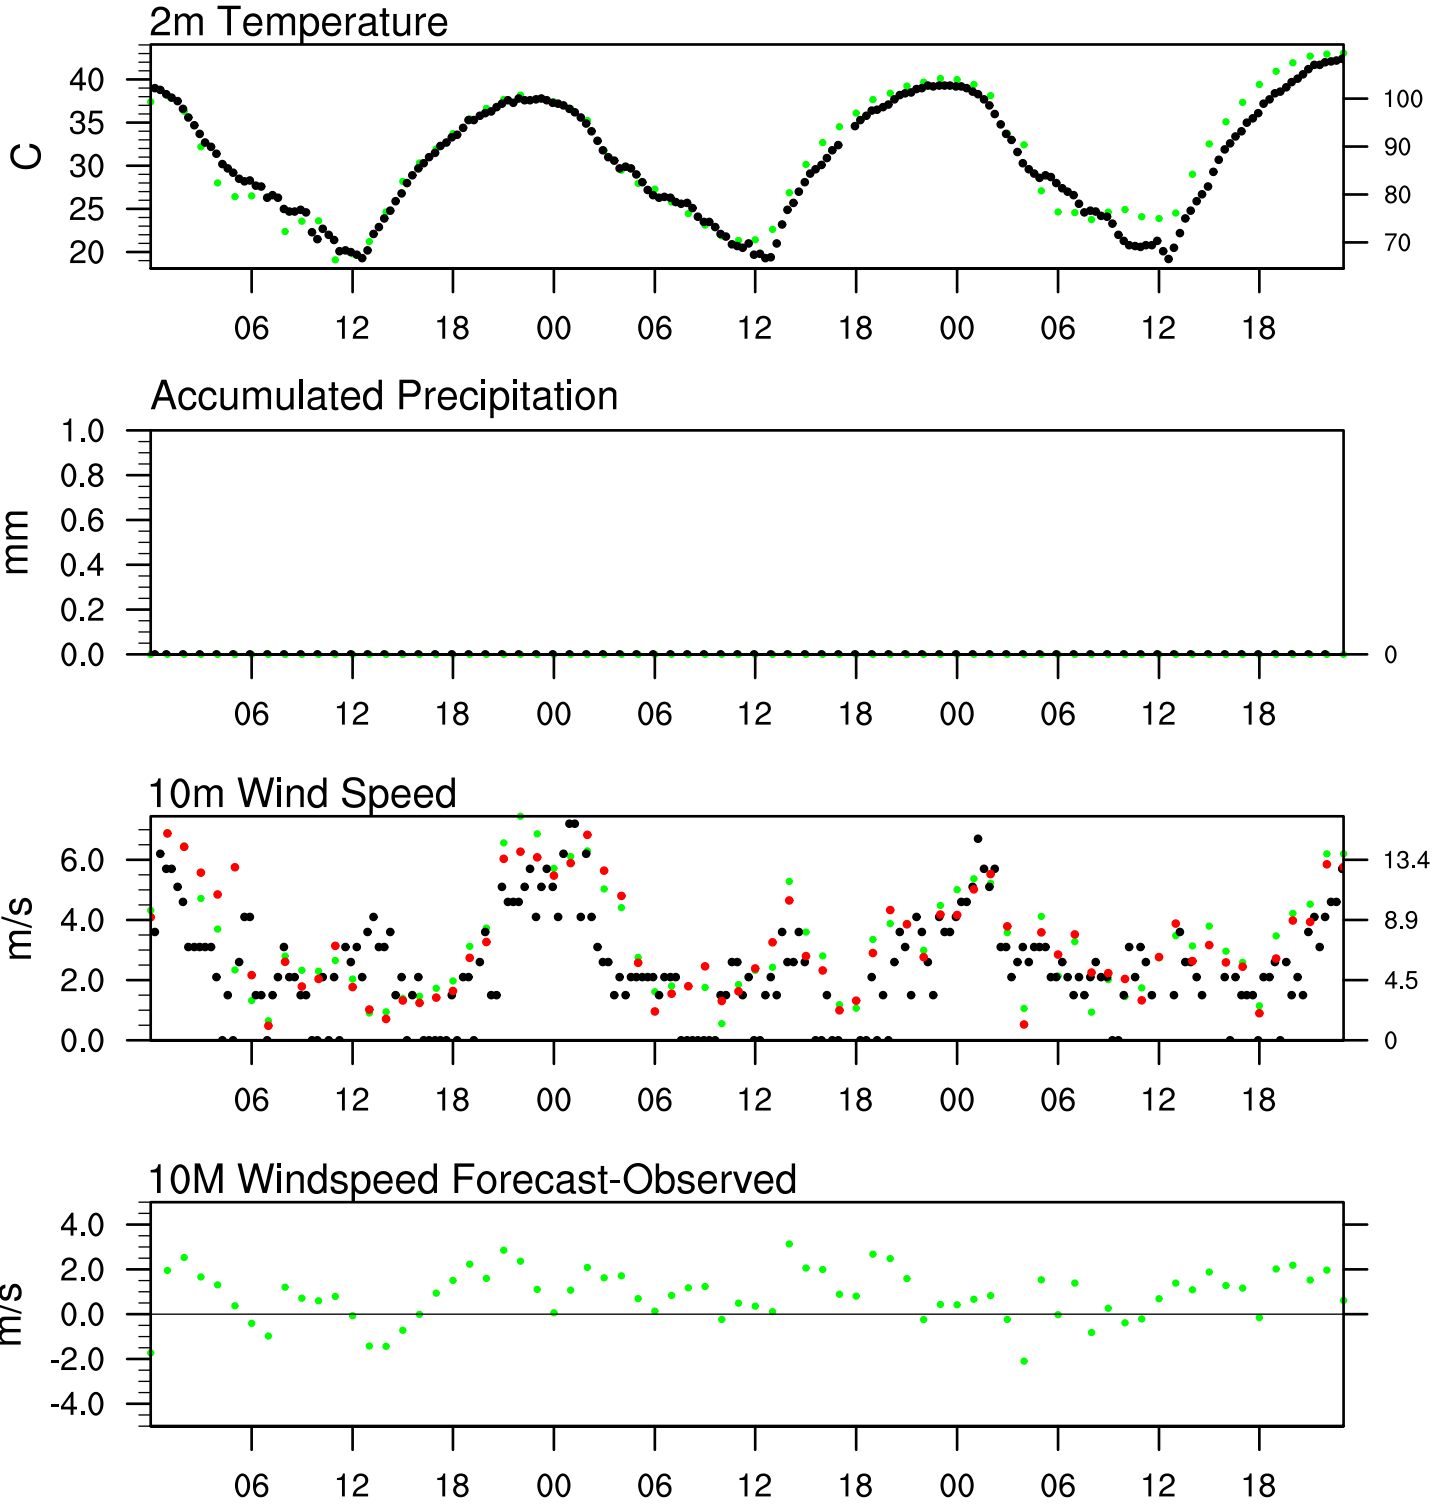 2m Temperature
C
40
35
30
25
20
100
90
80
70
06 12 18 00 06 12 18 00 06 12 18
Accumulated Precipitation
mm
1.0
0.8
0.6
0.4
0.2
0.0
0
06 12 18 00 06 12 18 00 06 12 18
10m Wind Speed
m/s
6.0
4.0
2.0
0.0
13.4
8.9
4.5
0
06 12 18 00 06 12 18 00 06 12 18
10M Windspeed Forecast-Observed
m/s
4.0
2.0
0.0
-2.0
-4.0
06 12 18 00 06 12 18 00 06 12 18